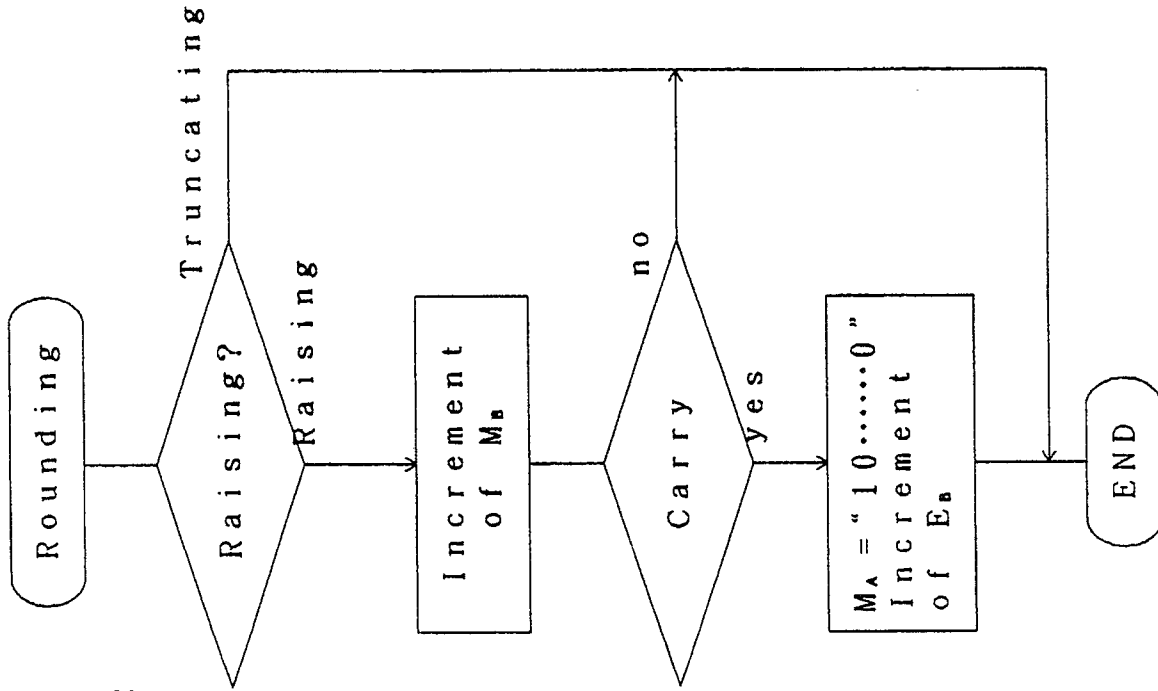 Rounding
Raising?
Truncating
Raising
Increment
of M_B
Carry
no
yes
M_A = "10······0"
Increment
of E_B
END